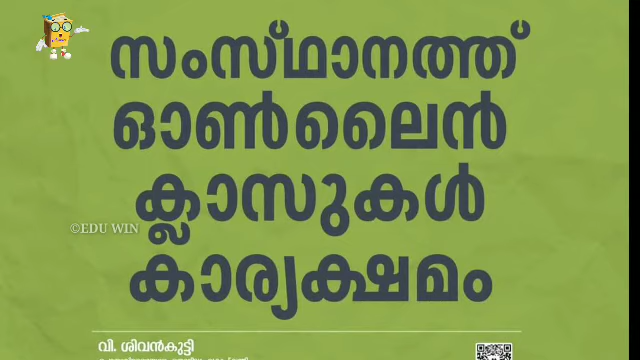 സംസ്ഥാനത്ത്
ഓൺലൈൻ
ക്ലാസുകൾ
©EDU WIN
കാര്യക്ഷമം
വി. ശിവൻകുട്ടി